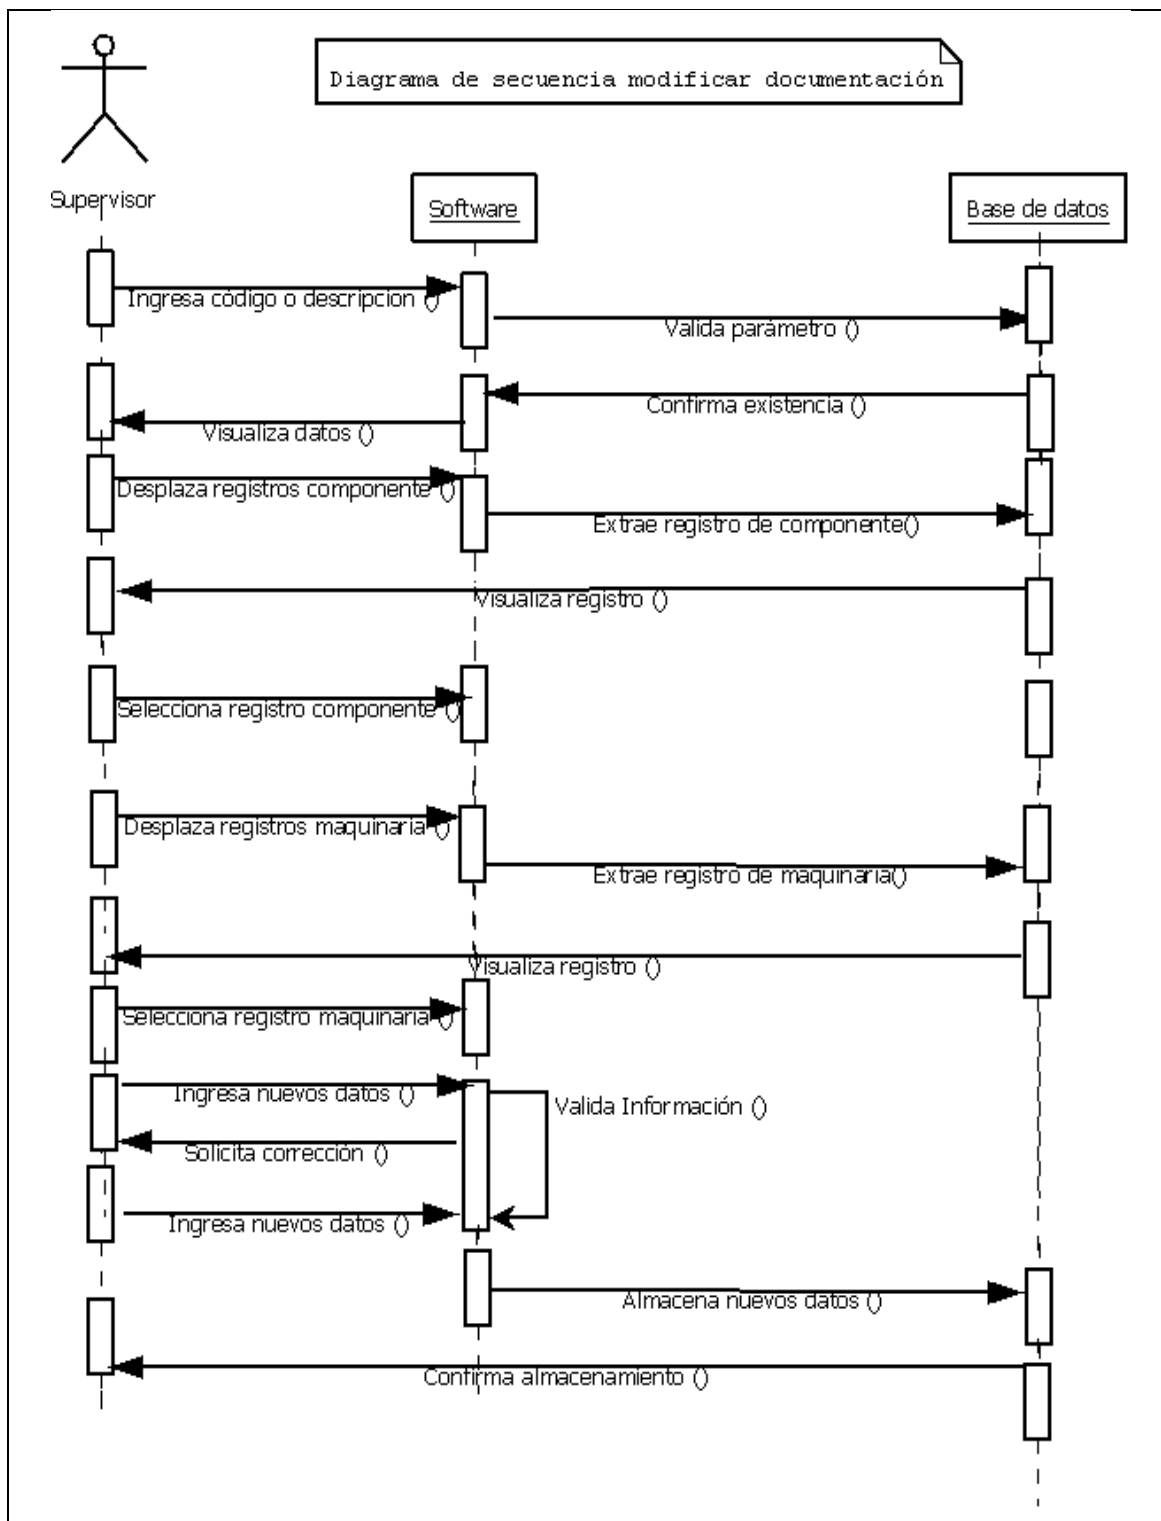 Diagrama de secuencia modificar documentación
Supervisor
Software
Base de datos
Ingresa código o descripcion ()
Valida parámetro ()
Confirma existencia ()
Visualiza datos ()
Desplaza registros componente ()
Extrae registro de componente()
Visualiza registro ()
Selecciona registro componente ()
Desplaza registros maquinaria ()
Extrae registro de maquinaria()
Visualiza registro ()
Selecciona registro maquinaria ()
Ingresa nuevos datos ()
Valida Información ()
Solicita corrección ()
Ingresa nuevos datos ()
Almacena nuevos datos ()
Confirma almacenamiento ()